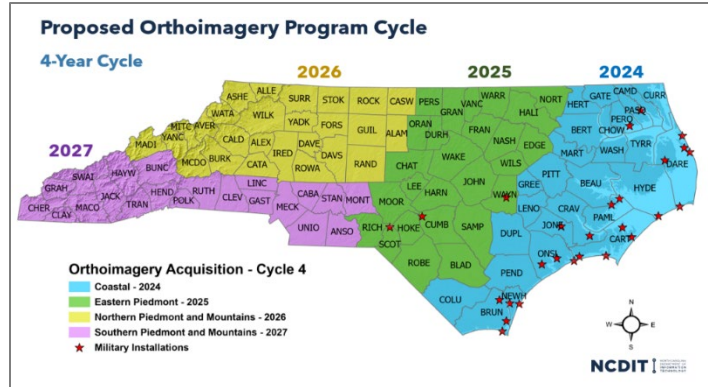 Proposed Orthoimagery Program Cycle
4-Year Cycle
2026
2025
2024
2027
ASHE ALLE SURR STOK ROCK CASW PERS GRAN VANC WARR NORT HERT GATE CAMD CURR
WATA WILK YADK FORS GUIL ALAM ORAN DURH FRAN HALI BERT CHOW PERQ PASQ
MITC AVER YANC MADI CALD ALEX IRED DAVE DAVS RAND CHAT WAKE NASH EDGE MART WASH TYRR DARE
MCDO BURK CATA ROWA WILS PITT BEAU HYDE
SWAI HAYW BUNC LINC LEE HARN JOHN WAYN GREE
GRAH JACK HEND RUTH CLEV GAST CABA STAN MONT MOOR LENO CRAV PAML
CHER CLAY MACO TRAN POLK MECK UNIO ANSO RICH HOKE CUMB SAMP DUPL JONE CART
SCOT ROBE BLAD ONSL PEND
COLU BRUN NEWH
Orthoimagery Acquisition - Cycle 4
Coastal - 2024
Eastern Piedmont - 2025
Northern Piedmont and Mountains - 2026
Southern Piedmont and Mountains - 2027
Military Installations
N
W E
S
NCDIT
DEPARTMENT OF
INFORMATION
TECHNOLOGY